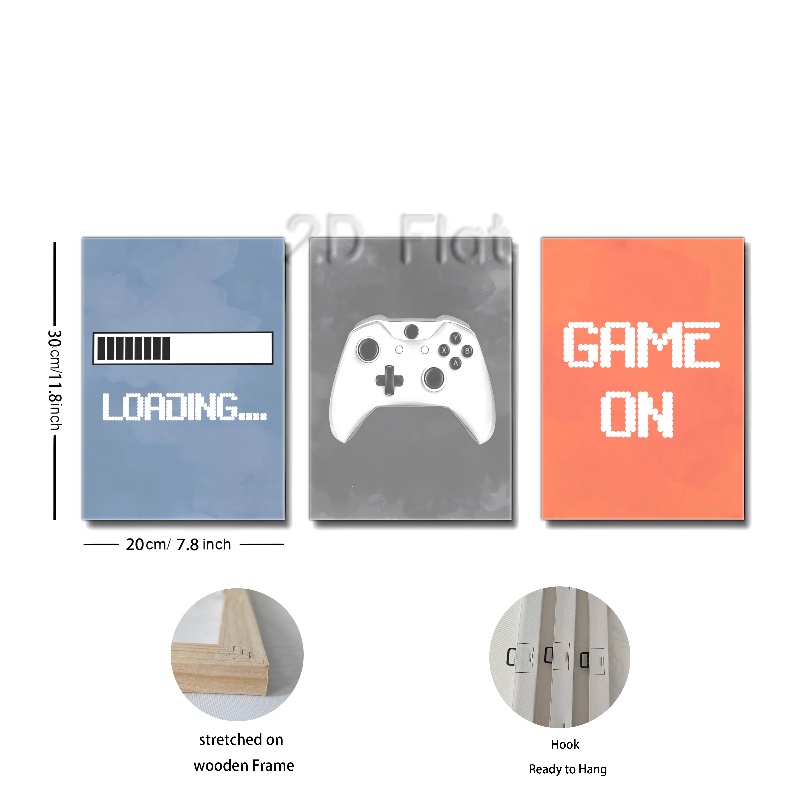 2D Flat
30cm/11.8inch
LOADING....
Y
X B
A
GAME
ON
20cm/ 7.8 inch
stretched on
wooden Frame
Hook
Ready to Hang